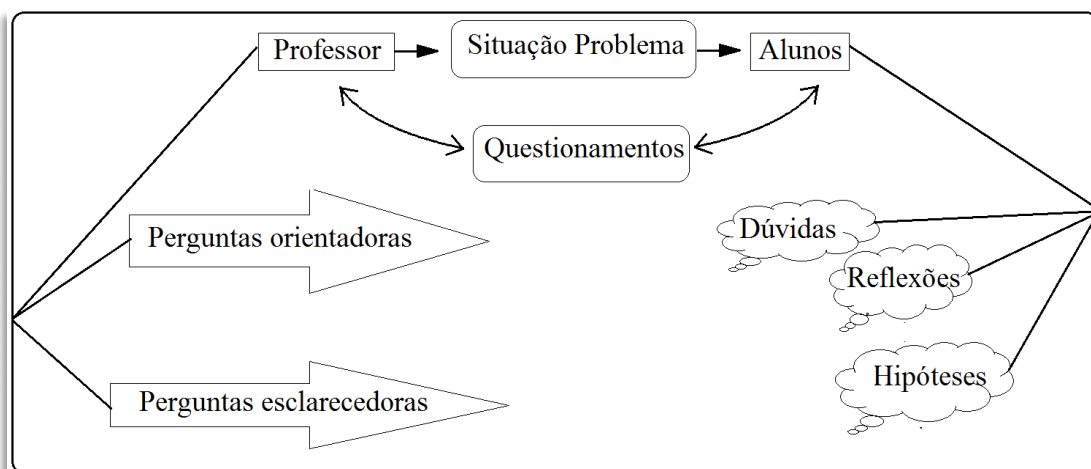 Professor
Situação Problema
Alunos
Questionamentos
Perguntas orientadoras
Dúvidas
Reflexões
Hipóteses
Perguntas esclarecedoras